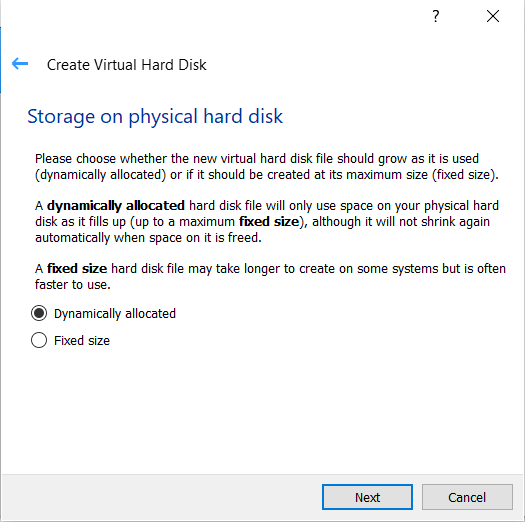 ?
Create Virtual Hard Disk
Storage on physical hard disk
Please choose whether the new virtual hard disk file should grow as it is used
(dynamically allocated) or if it should be created at its maximum size (fixed size).
A dynamically allocated hard disk file will only use space on your physical hard
disk as it fills up (up to a maximum fixed size), although it will not shrink again
automatically when space on it is freed.
A fixed size hard disk file may take longer to create on some systems but is often
faster to use.
Dynamically allocated
Fixed size
Next Cancel